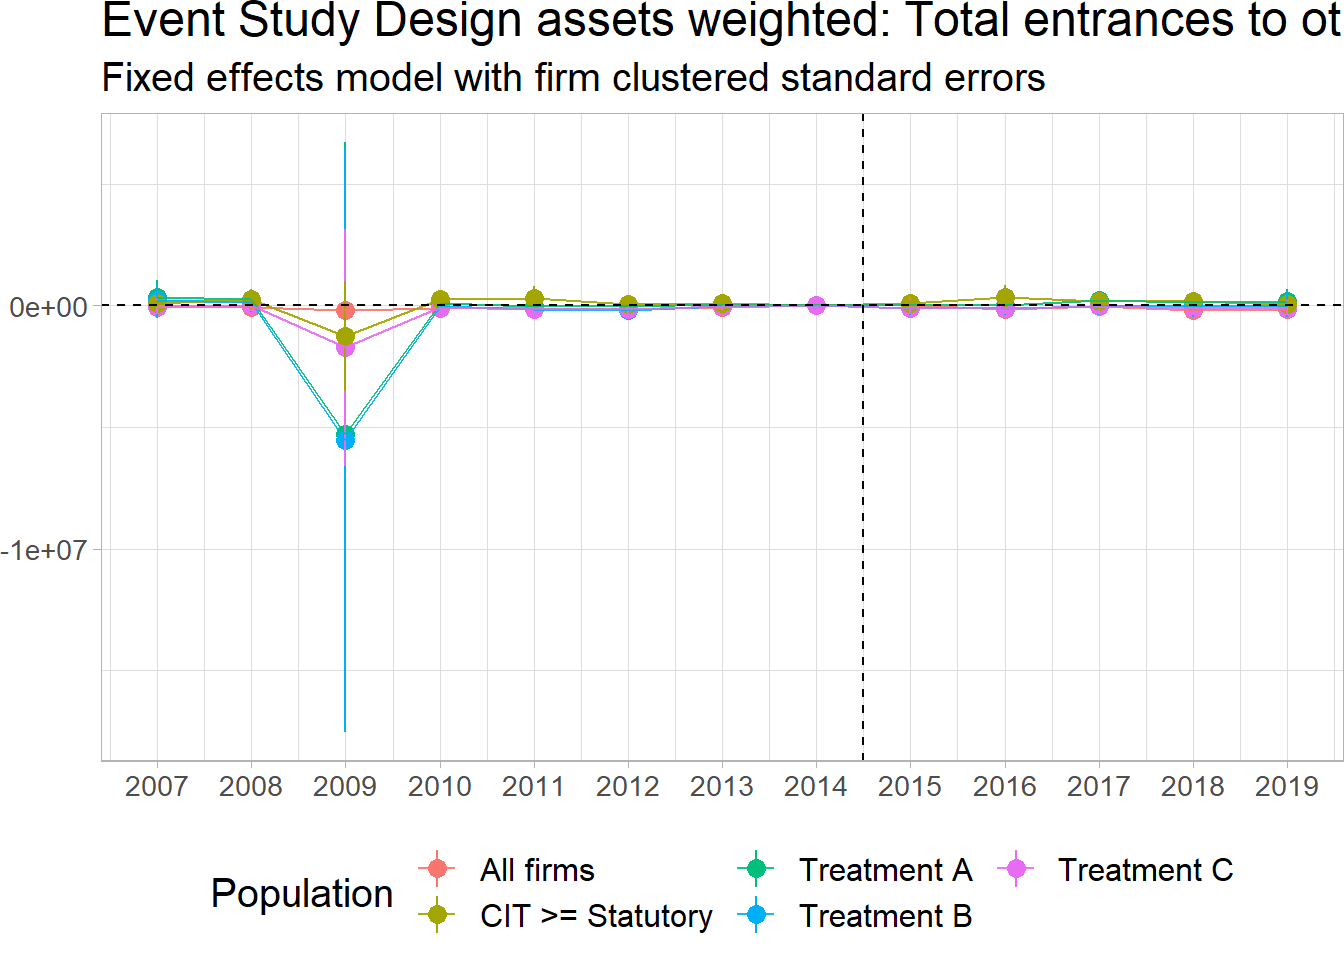 Event Study Design assets weighted: Total entrances to ot
Fixed effects model with firm clustered standard errors
0e+00
-1e+07
2007 2008 2009 2010 2011 2012 2013 2014 2015 2016 2017 2018 2019
Population
All firms
CIT >= Statutory
Treatment A
Treatment B
Treatment C